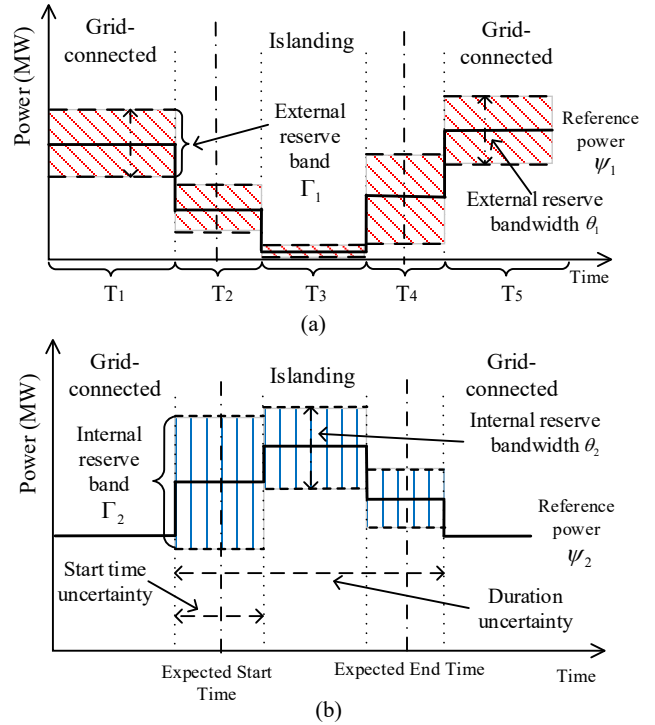 Grid-
connected
Islanding
Grid-
connected
Power (MW)
External
reserve
band
Γ₁
Reference
power
ψ₁
External reserve
bandwidth θ₁
Time
T₁
T₂
T₃
T₄
T₅
(a)
Grid-
connected
Islanding
Grid-
connected
Power (MW)
Internal
reserve
band
Γ₂
Internal reserve
bandwidth θ₂
Reference
power
ψ₂
Start time
uncertainty
Duration
uncertainty
Expected Start
Time
Expected End Time
Time
(b)